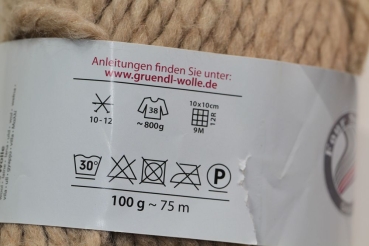 Anleitungen finden Sie unter:
www.gruendl-wolle.de
10x10cm
38
12R
10 - 12
~ 800g
9M
30°
P
100 g ~ 75 m